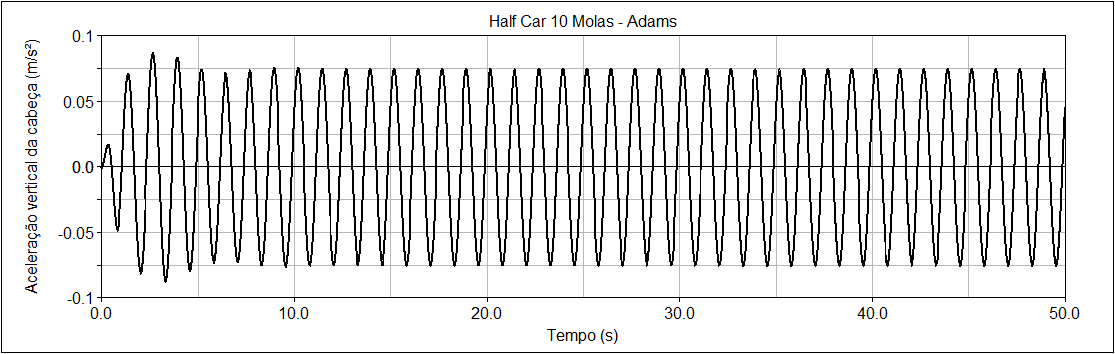 Half Car 10 Molas - Adams
Aceleração vertical da cabeça (m/s²)
0.1
0.05
0.0
-0.05
-0.1
0.0 10.0 20.0 30.0 40.0 50.0
Tempo (s)